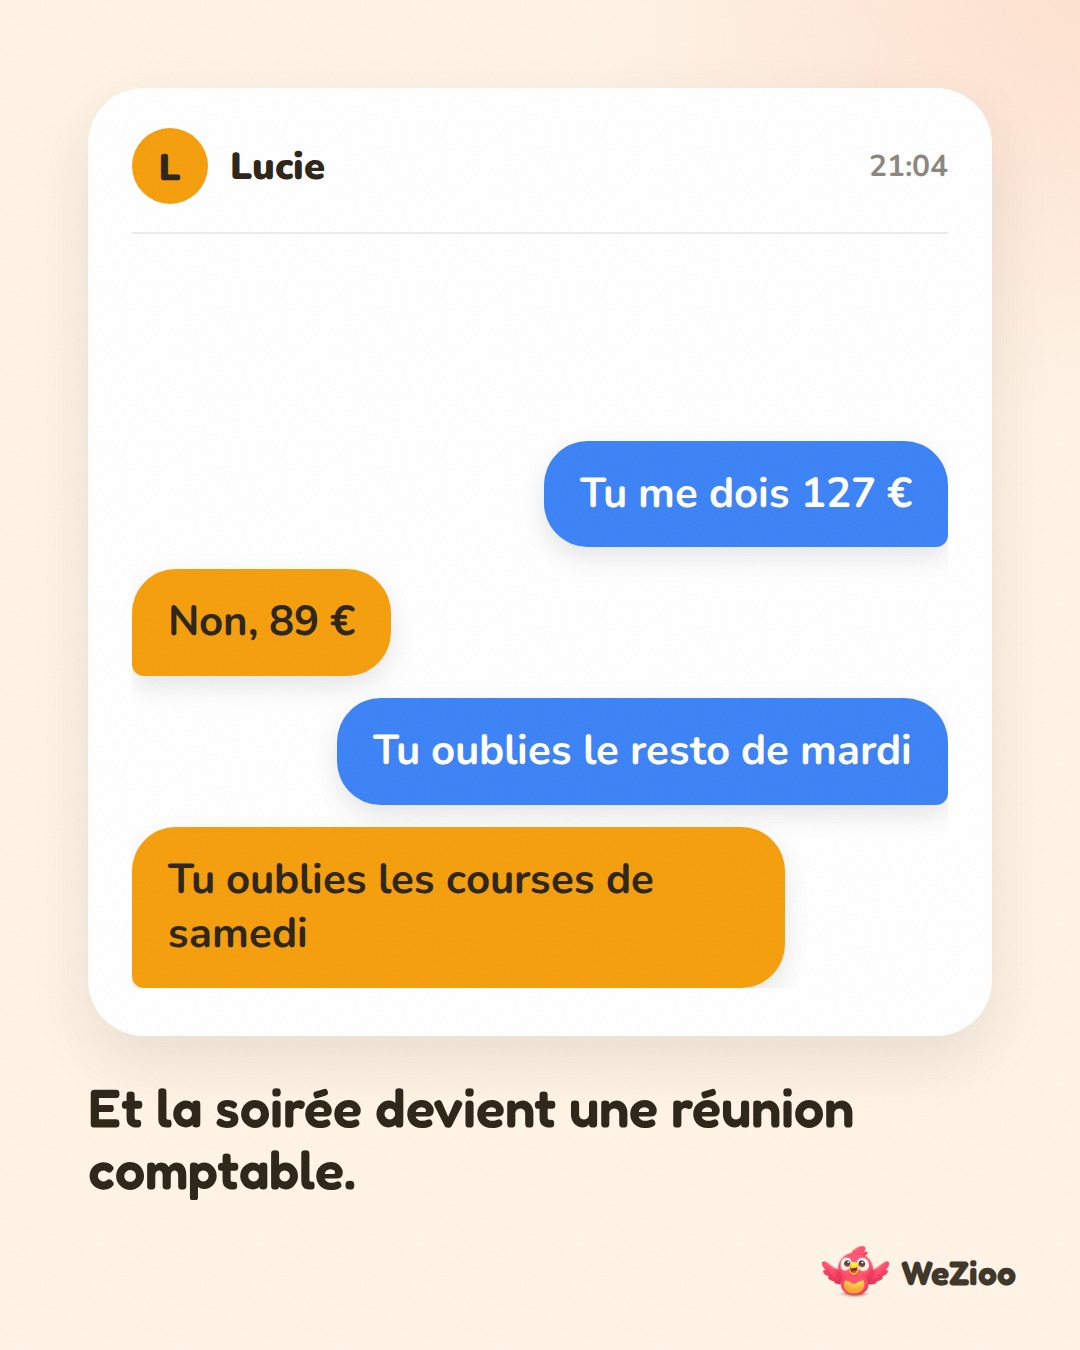 L
Lucie
21:04
Tu me dois 127 €
Non, 89 €
Tu oublies le resto de mardi
Tu oublies les courses de
samedi
Et la soirée devient une réunion
comptable.
WeZioo